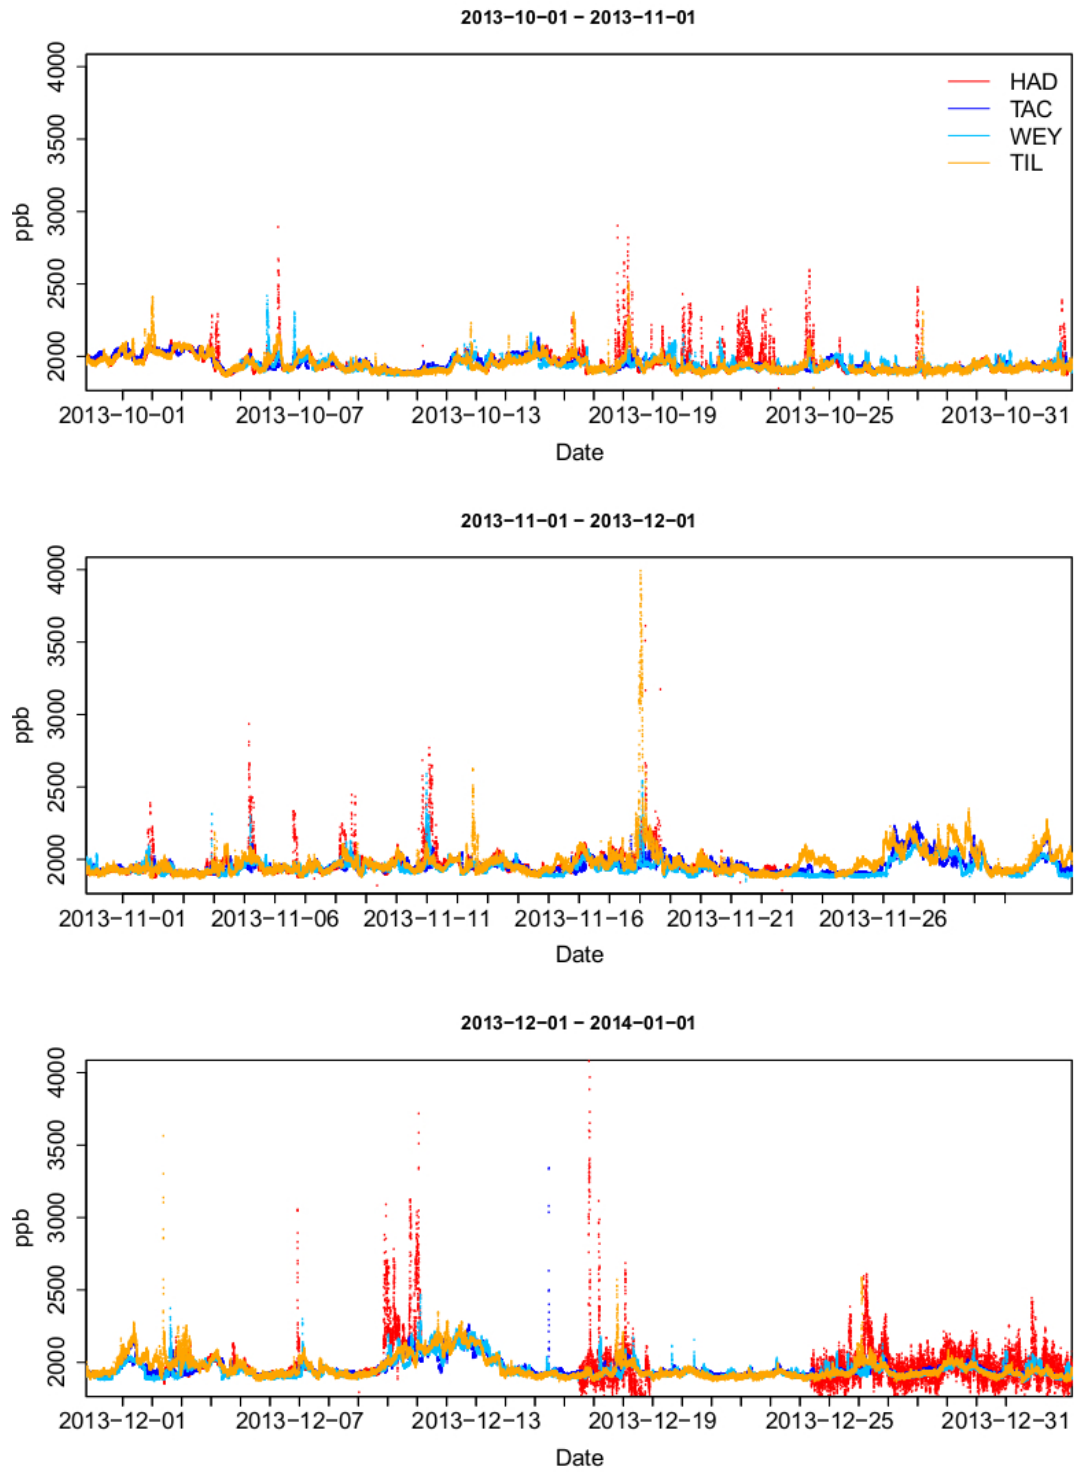 2013−10−01 − 2013−11−01
4000
3500
3000
2500
2000
ppb
HAD
TAC
WEY
TIL
2013−10−01 2013−10−07 2013−10−13 2013−10−19 2013−10−25 2013−10−31
Date
2013−11−01 − 2013−12−01
4000
3500
3000
2500
2000
ppb
2013−11−01 2013−11−06 2013−11−11 2013−11−16 2013−11−21 2013−11−26
Date
2013−12−01 − 2014−01−01
4000
3500
3000
2500
2000
ppb
2013−12−01 2013−12−07 2013−12−13 2013−12−19 2013−12−25 2013−12−31
Date